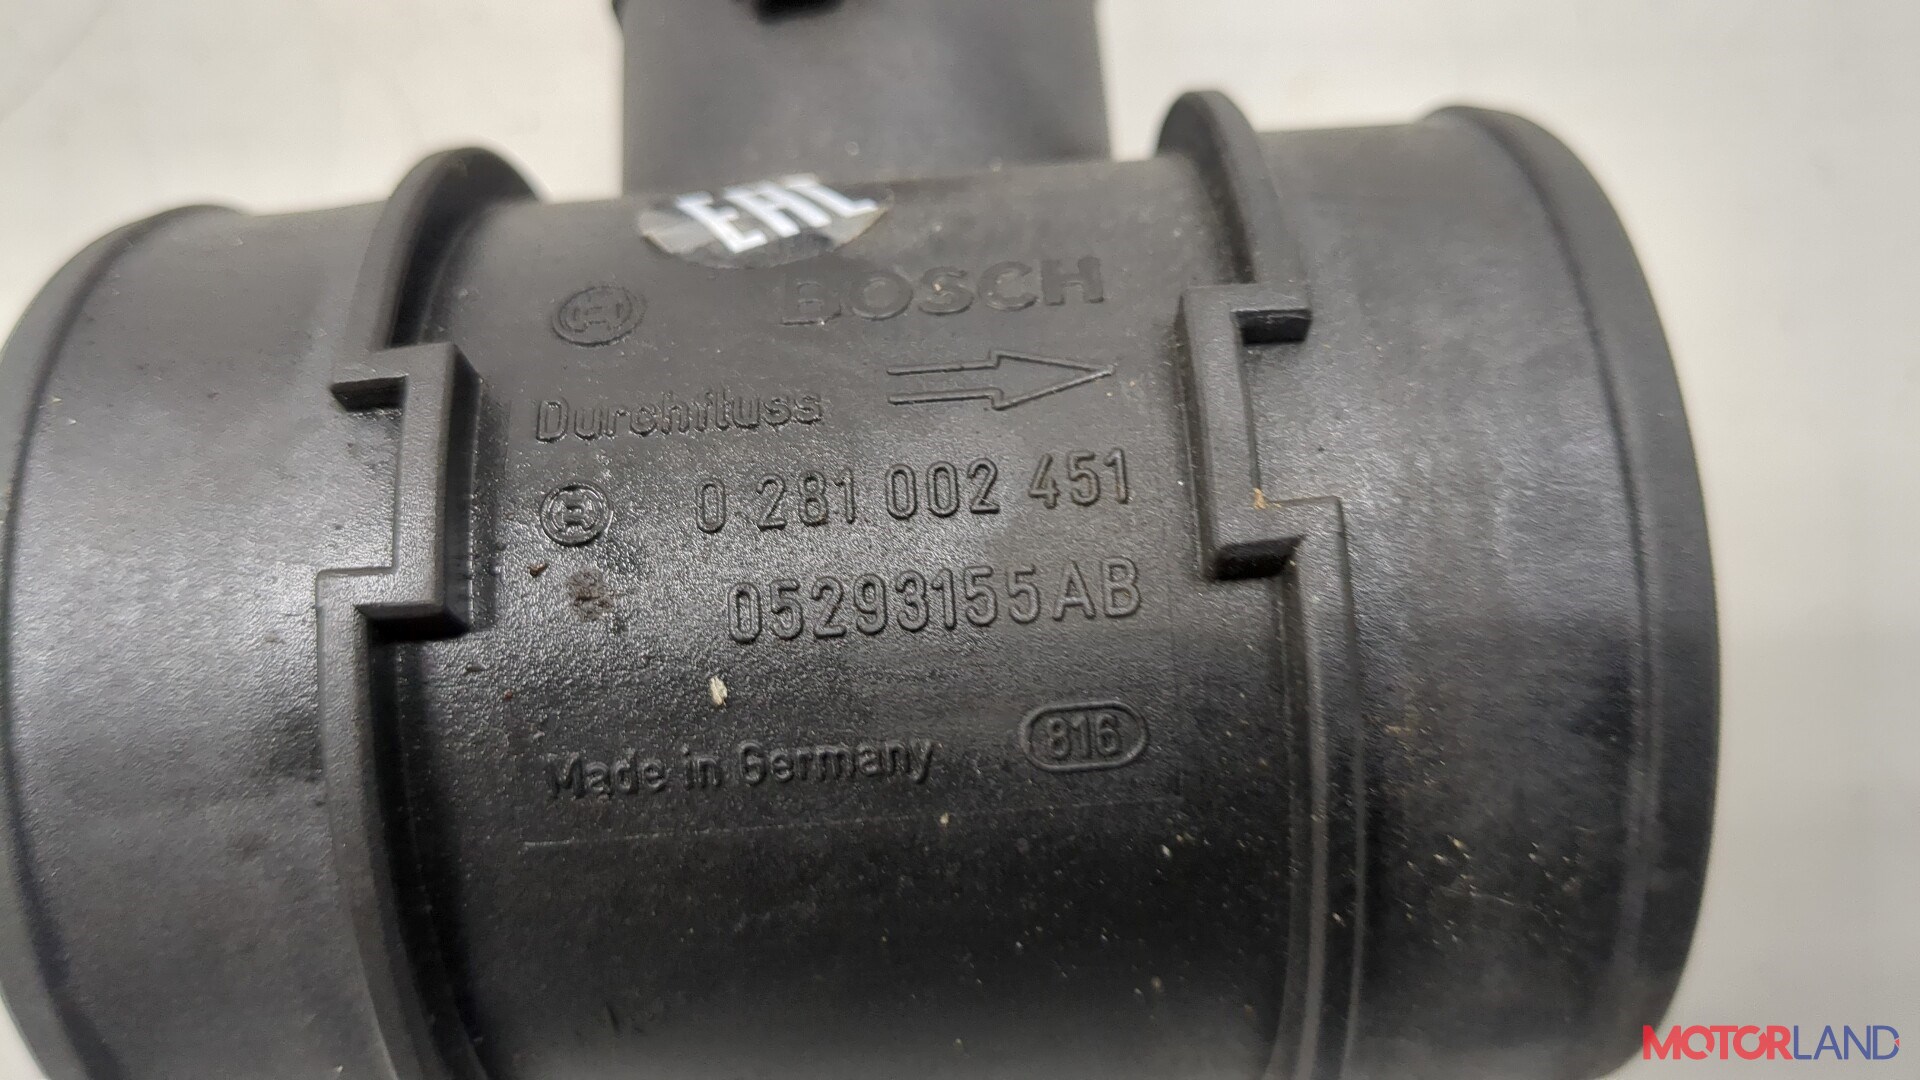 EAC
BOSCH
Durchfluss
0 281 002 451
05293155AB
Made in Germany 816
MOTORLAND